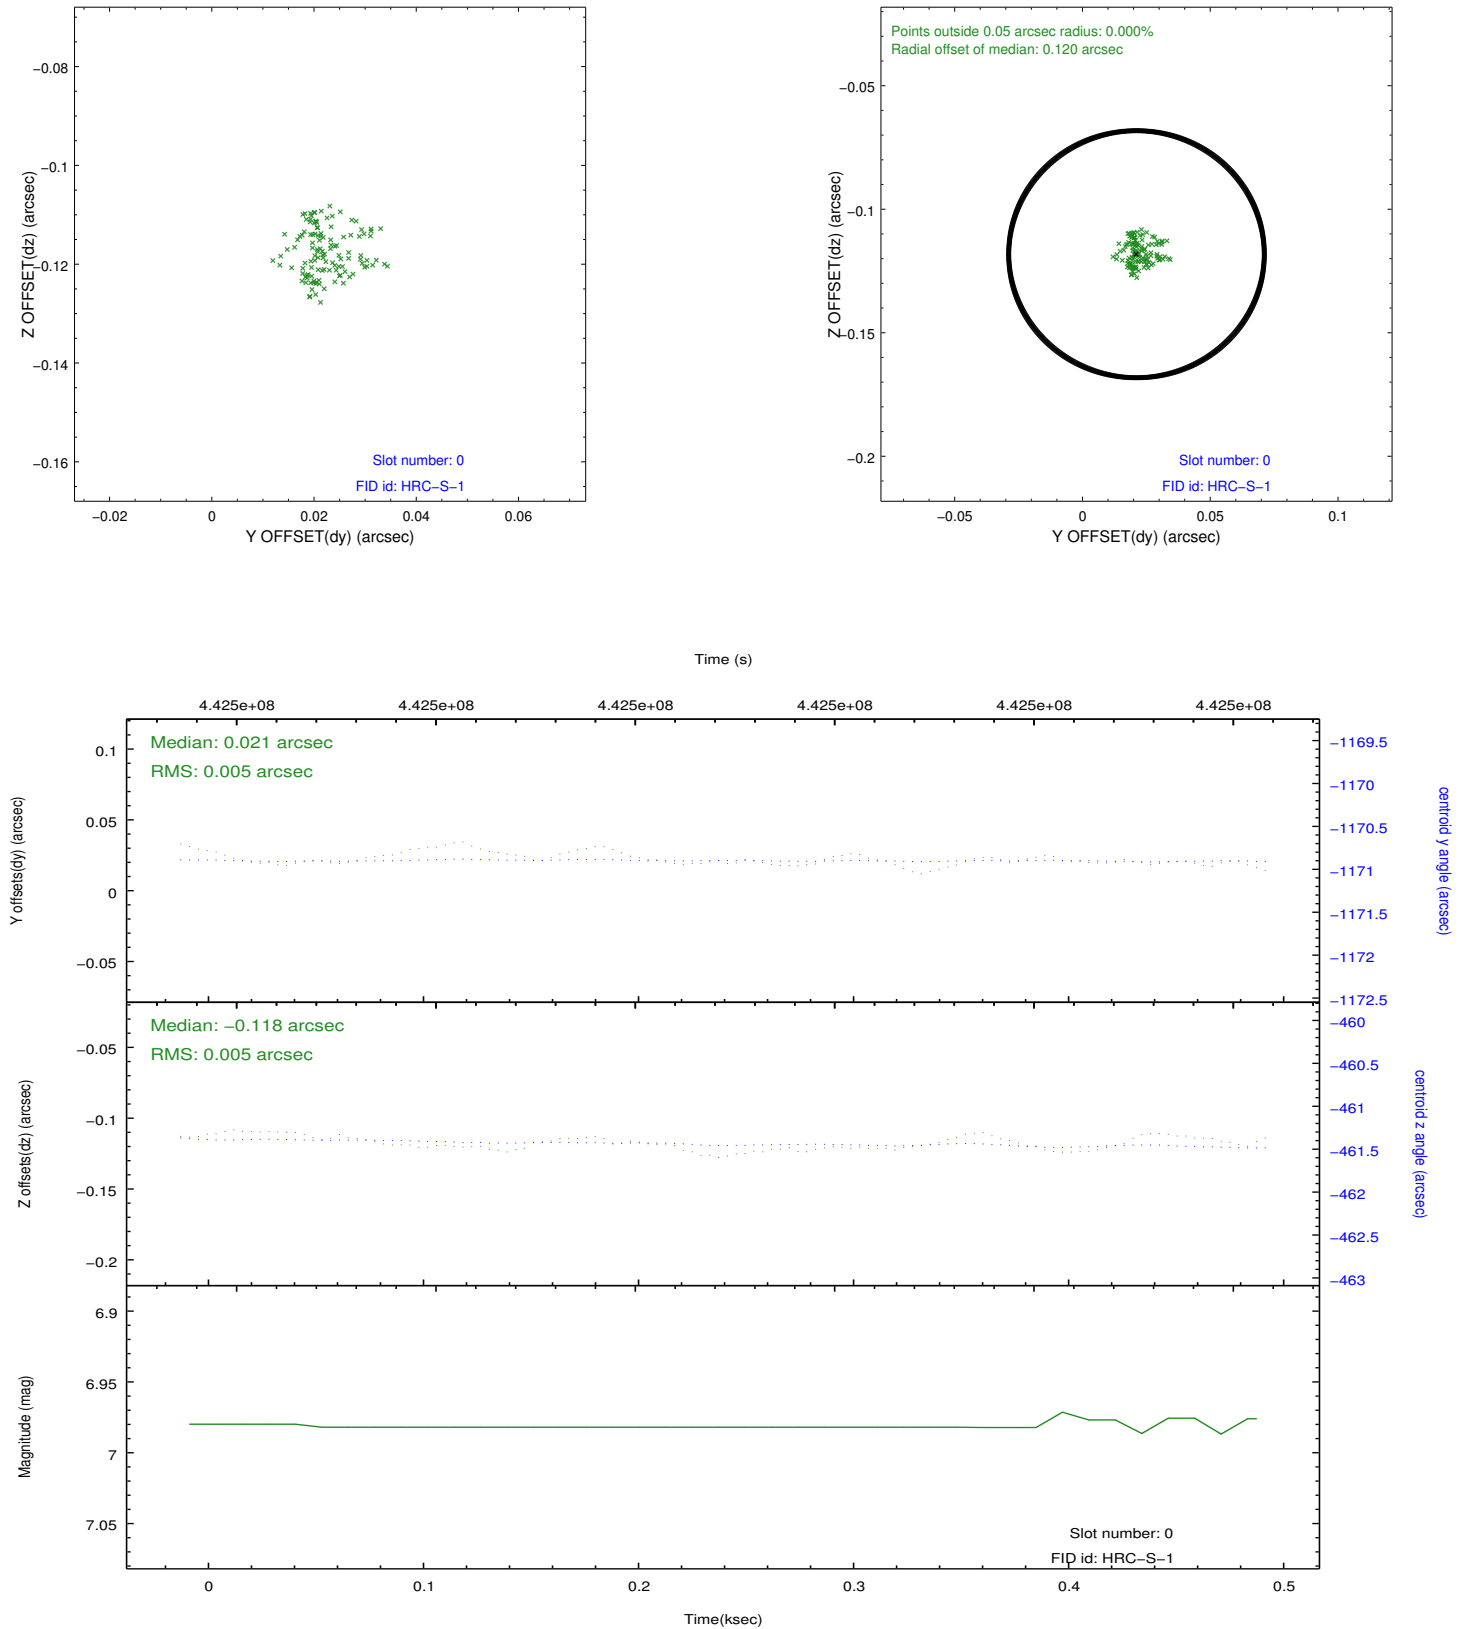 −0.08
−0.1
−0.12
−0.14
−0.16
Z OFFSET(dz) (arcsec)
Slot number: 0
FID id: HRC−S−1
−0.02 0 0.02 0.04 0.06
Y OFFSET(dy) (arcsec)
Points outside 0.05 arcsec radius: 0.000%
Radial offset of median: 0.120 arcsec
−0.05
−0.1
−0.15
−0.2
Z OFFSET(dz) (arcsec)
Slot number: 0
FID id: HRC−S−1
−0.05 0 0.05 0.1
Y OFFSET(dy) (arcsec)
Time (s)
4.425e+08 4.425e+08 4.425e+08 4.425e+08 4.425e+08 4.425e+08
Median: 0.021 arcsec
RMS: 0.005 arcsec
0.1
0.05
0
−0.05
Y offsets(dy) (arcsec)
−1169.5
−1170
−1170.5
−1171
−1171.5
−1172
−1172.5
centroid y angle (arcsec)
Median: −0.118 arcsec
RMS: 0.005 arcsec
−0.05
−0.1
−0.15
−0.2
Z offsets(dz) (arcsec)
−460
−460.5
−461
−461.5
−462
−462.5
−463
centroid z angle (arcsec)
6.9
6.95
7
7.05
Magnitude (mag)
Slot number: 0
FID id: HRC−S−1
0 0.1 0.2 0.3 0.4 0.5
Time(ksec)